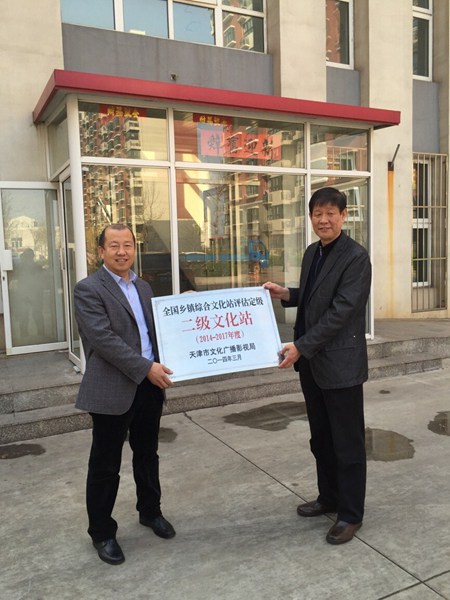 全国乡镇综合文化站评估定级
二级文化站
(2014-2017年度)
天津市文化广播影视局
二〇一四年三月